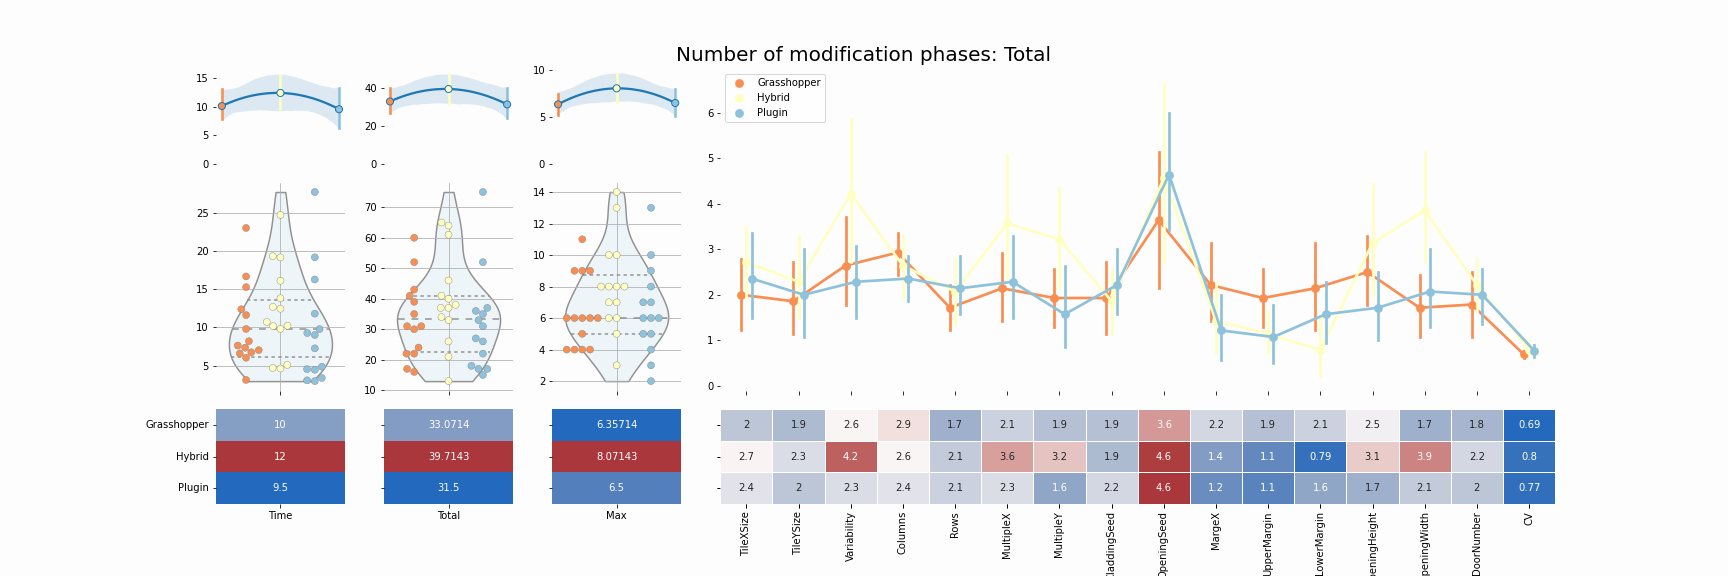 Number of modification phases: Total
15
10
5
0
40
20
0
10
5
0
Grasshopper
Hybrid
Plugin
6
5
4
3
2
1
0
25
20
15
10
5
70
60
50
40
30
20
10
14
12
10
8
6
4
2
Grasshopper 10 33.0714 6.35714 2 1.9 2.6 2.9 1.7 2.1 1.9 1.9 3.6 2.2 1.9 2.1 2.5 1.7 1.8 0.69
Hybrid 12 39.7143 8.07143 2.7 2.3 4.2 2.6 2.1 3.6 3.2 1.9 4.6 1.4 1.1 0.79 3.1 3.9 2.2 0.8
Plugin 9.5 31.5 6.5 2.4 2 2.3 2.4 2.1 2.3 1.6 2.2 4.6 1.2 1.1 1.6 1.7 2.1 2 0.77
Time
Total
Max
TileXSize
TileYSize
Variability
Columns
Rows
MultipleX
MultipleY
CladdingSeed
OpeningSeed
MargeX
UpperMargin
LowerMargin
peningHeight
peningWidth
DoorNumber
CV